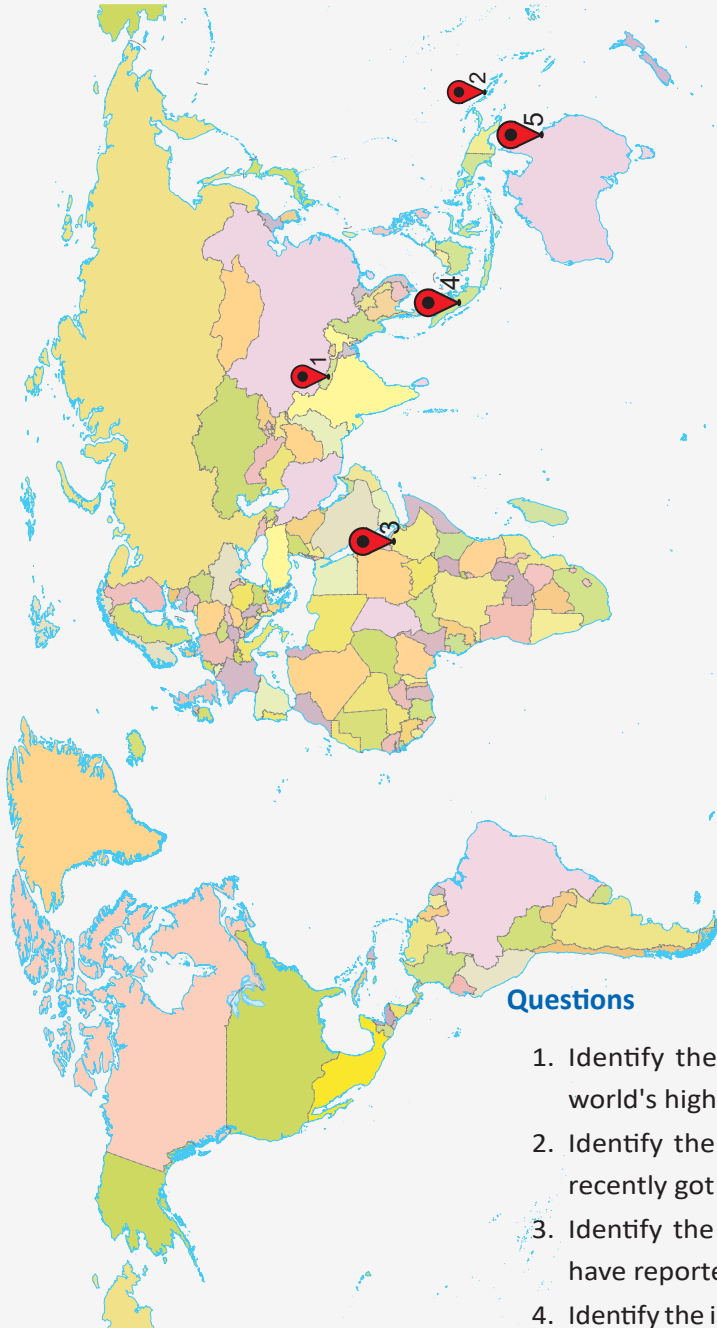 1
2
3
4
5
Questions
1. Identify the
world's high
2. Identify the
recently got
3. Identify the
have reporte
4. Identify the i